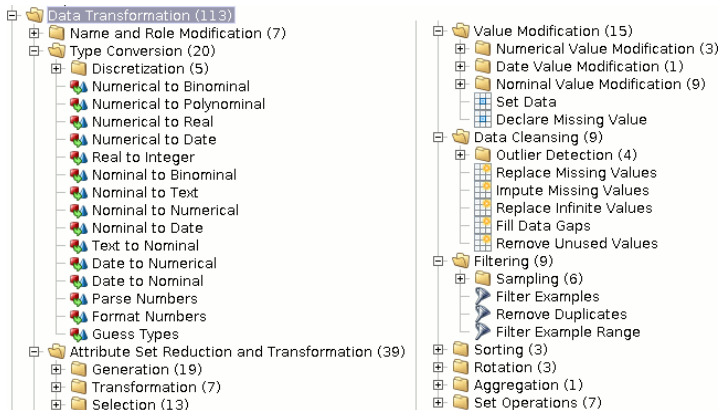 Data Transformation (113)
Name and Role Modification (7)
Type Conversion (20)
Discretization (5)
Numerical to Binominal
Numerical to Polynominal
Numerical to Real
Numerical to Date
Real to Integer
Nominal to Binominal
Nominal to Text
Nominal to Numerical
Nominal to Date
Text to Nominal
Date to Numerical
Date to Nominal
Parse Numbers
Format Numbers
Guess Types
Attribute Set Reduction and Transformation (39)
Generation (19)
Transformation (7)
Selection (13)
Value Modification (15)
Numerical Value Modification (3)
Date Value Modification (1)
Nominal Value Modification (9)
Set Data
Declare Missing Value
Data Cleansing (9)
Outlier Detection (4)
Replace Missing Values
Impute Missing Values
Replace Infinite Values
Fill Data Gaps
Remove Unused Values
Filtering (9)
Sampling (6)
Filter Examples
Remove Duplicates
Filter Example Range
Sorting (3)
Rotation (3)
Aggregation (1)
Set Operations (7)